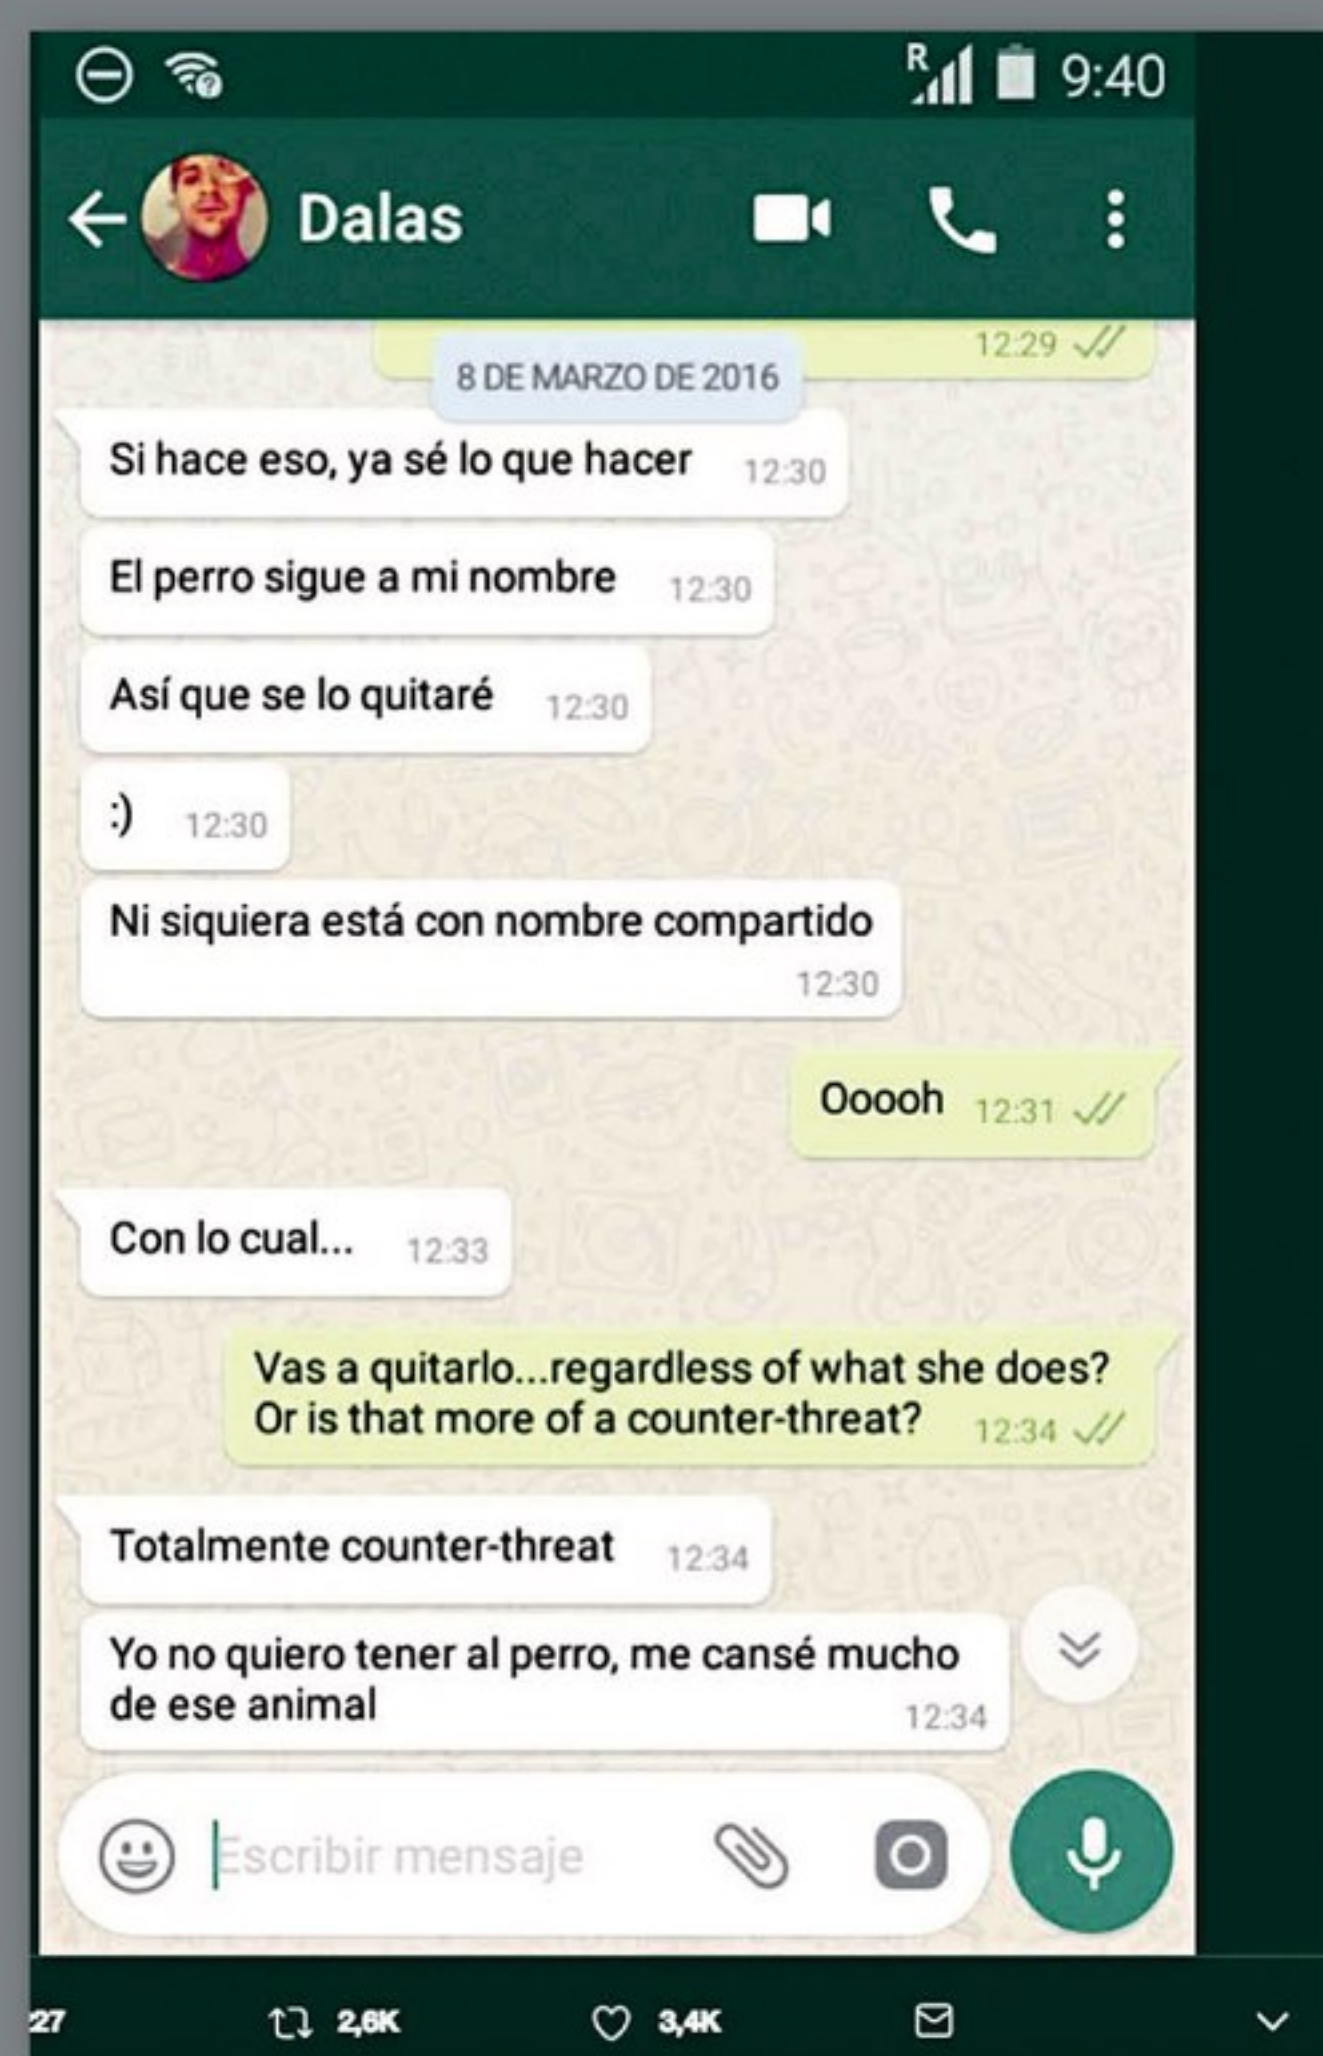 R 9:40
Dalas
12:29
8 DE MARZO DE 2016
Si hace eso, ya sé lo que hacer 12:30
El perro sigue a mi nombre 12:30
Así que se lo quitaré 12:30
:) 12:30
Ni siquiera está con nombre compartido
12:30
Ooooh 12:31
Con lo cual... 12:33
Vas a quitarlo...regardless of what she does?
Or is that more of a counter-threat? 12:34
Totalmente counter-threat 12:34
Yo no quiero tener al perro, me cansé mucho
de ese animal 12:34
Escribir mensaje
27 2,6K 3,4K